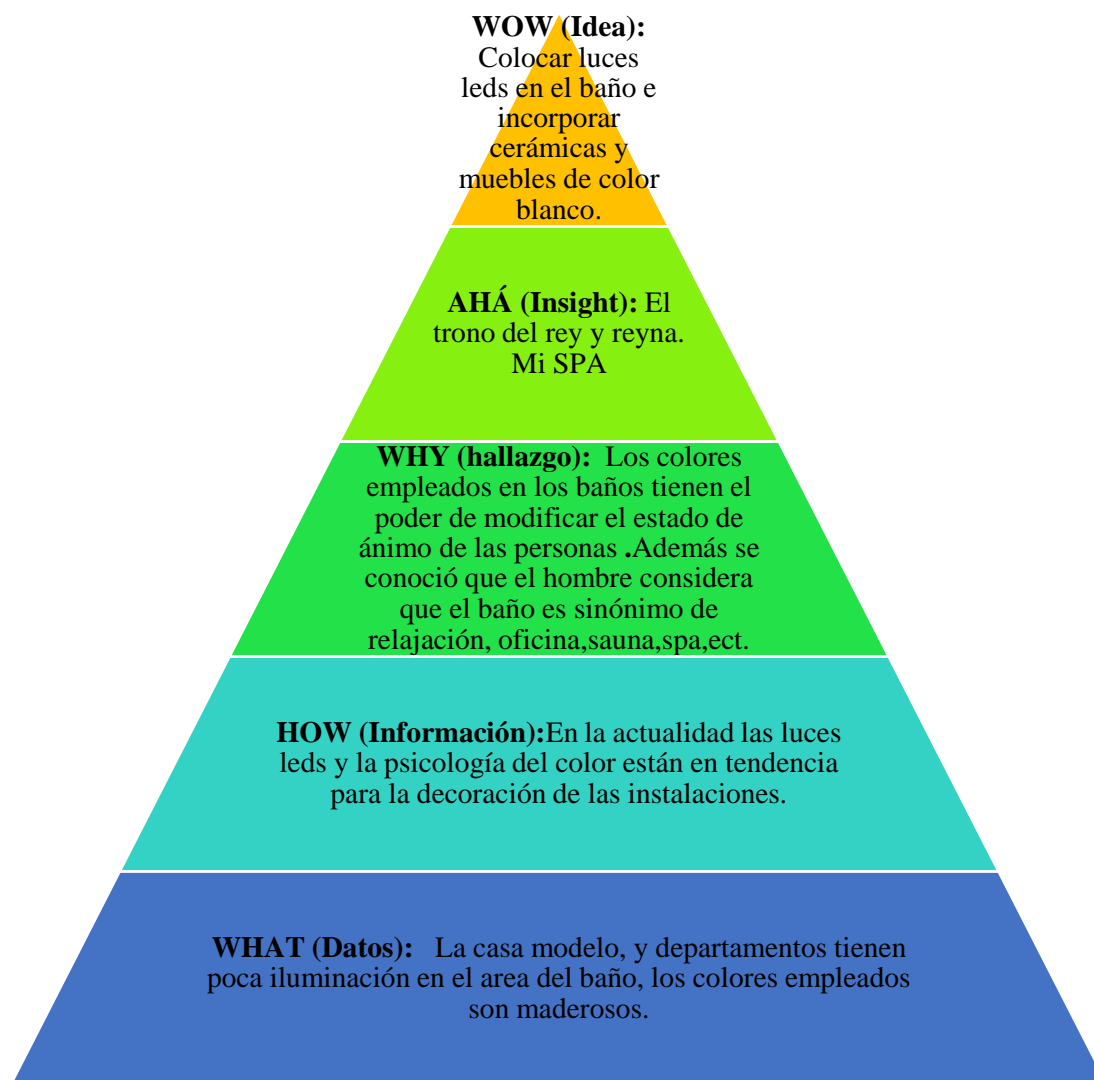 WOW (Idea):
Colocar luces
leds en el baño e
incorporar
cerámicas y
muebles de color
blanco.
AHÁ (Insight): El
trono del rey y reyna.
Mi SPA
WHY (hallazgo): Los colores
empleados en los baños tienen el
poder de modificar el estado de
ánimo de las personas .Además se
conoció que el hombre considera
que el baño es sinónimo de
relajación, oficina,sauna,spa,ect.
HOW (Información):En la actualidad las luces
leds y la psicología del color están en tendencia
para la decoración de las instalaciones.
WHAT (Datos): La casa modelo, y departamentos tienen
poca iluminación en el area del baño, los colores empleados
son maderosos.